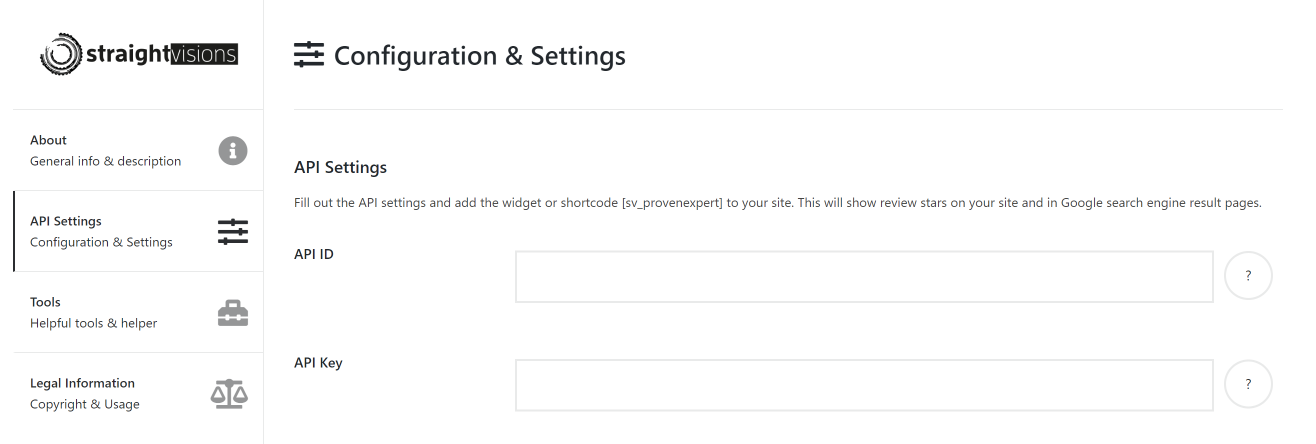 straightvisions
Configuration & Settings
About
General info & description
API Settings
Configuration & Settings
Tools
Helpful tools & helper
Legal Information
Copyright & Usage
API Settings
Fill out the API settings and add the widget or shortcode [sv_provenexpert] to your site. This will show review stars on your site and in Google search engine result pages.
API ID
?
API Key
?